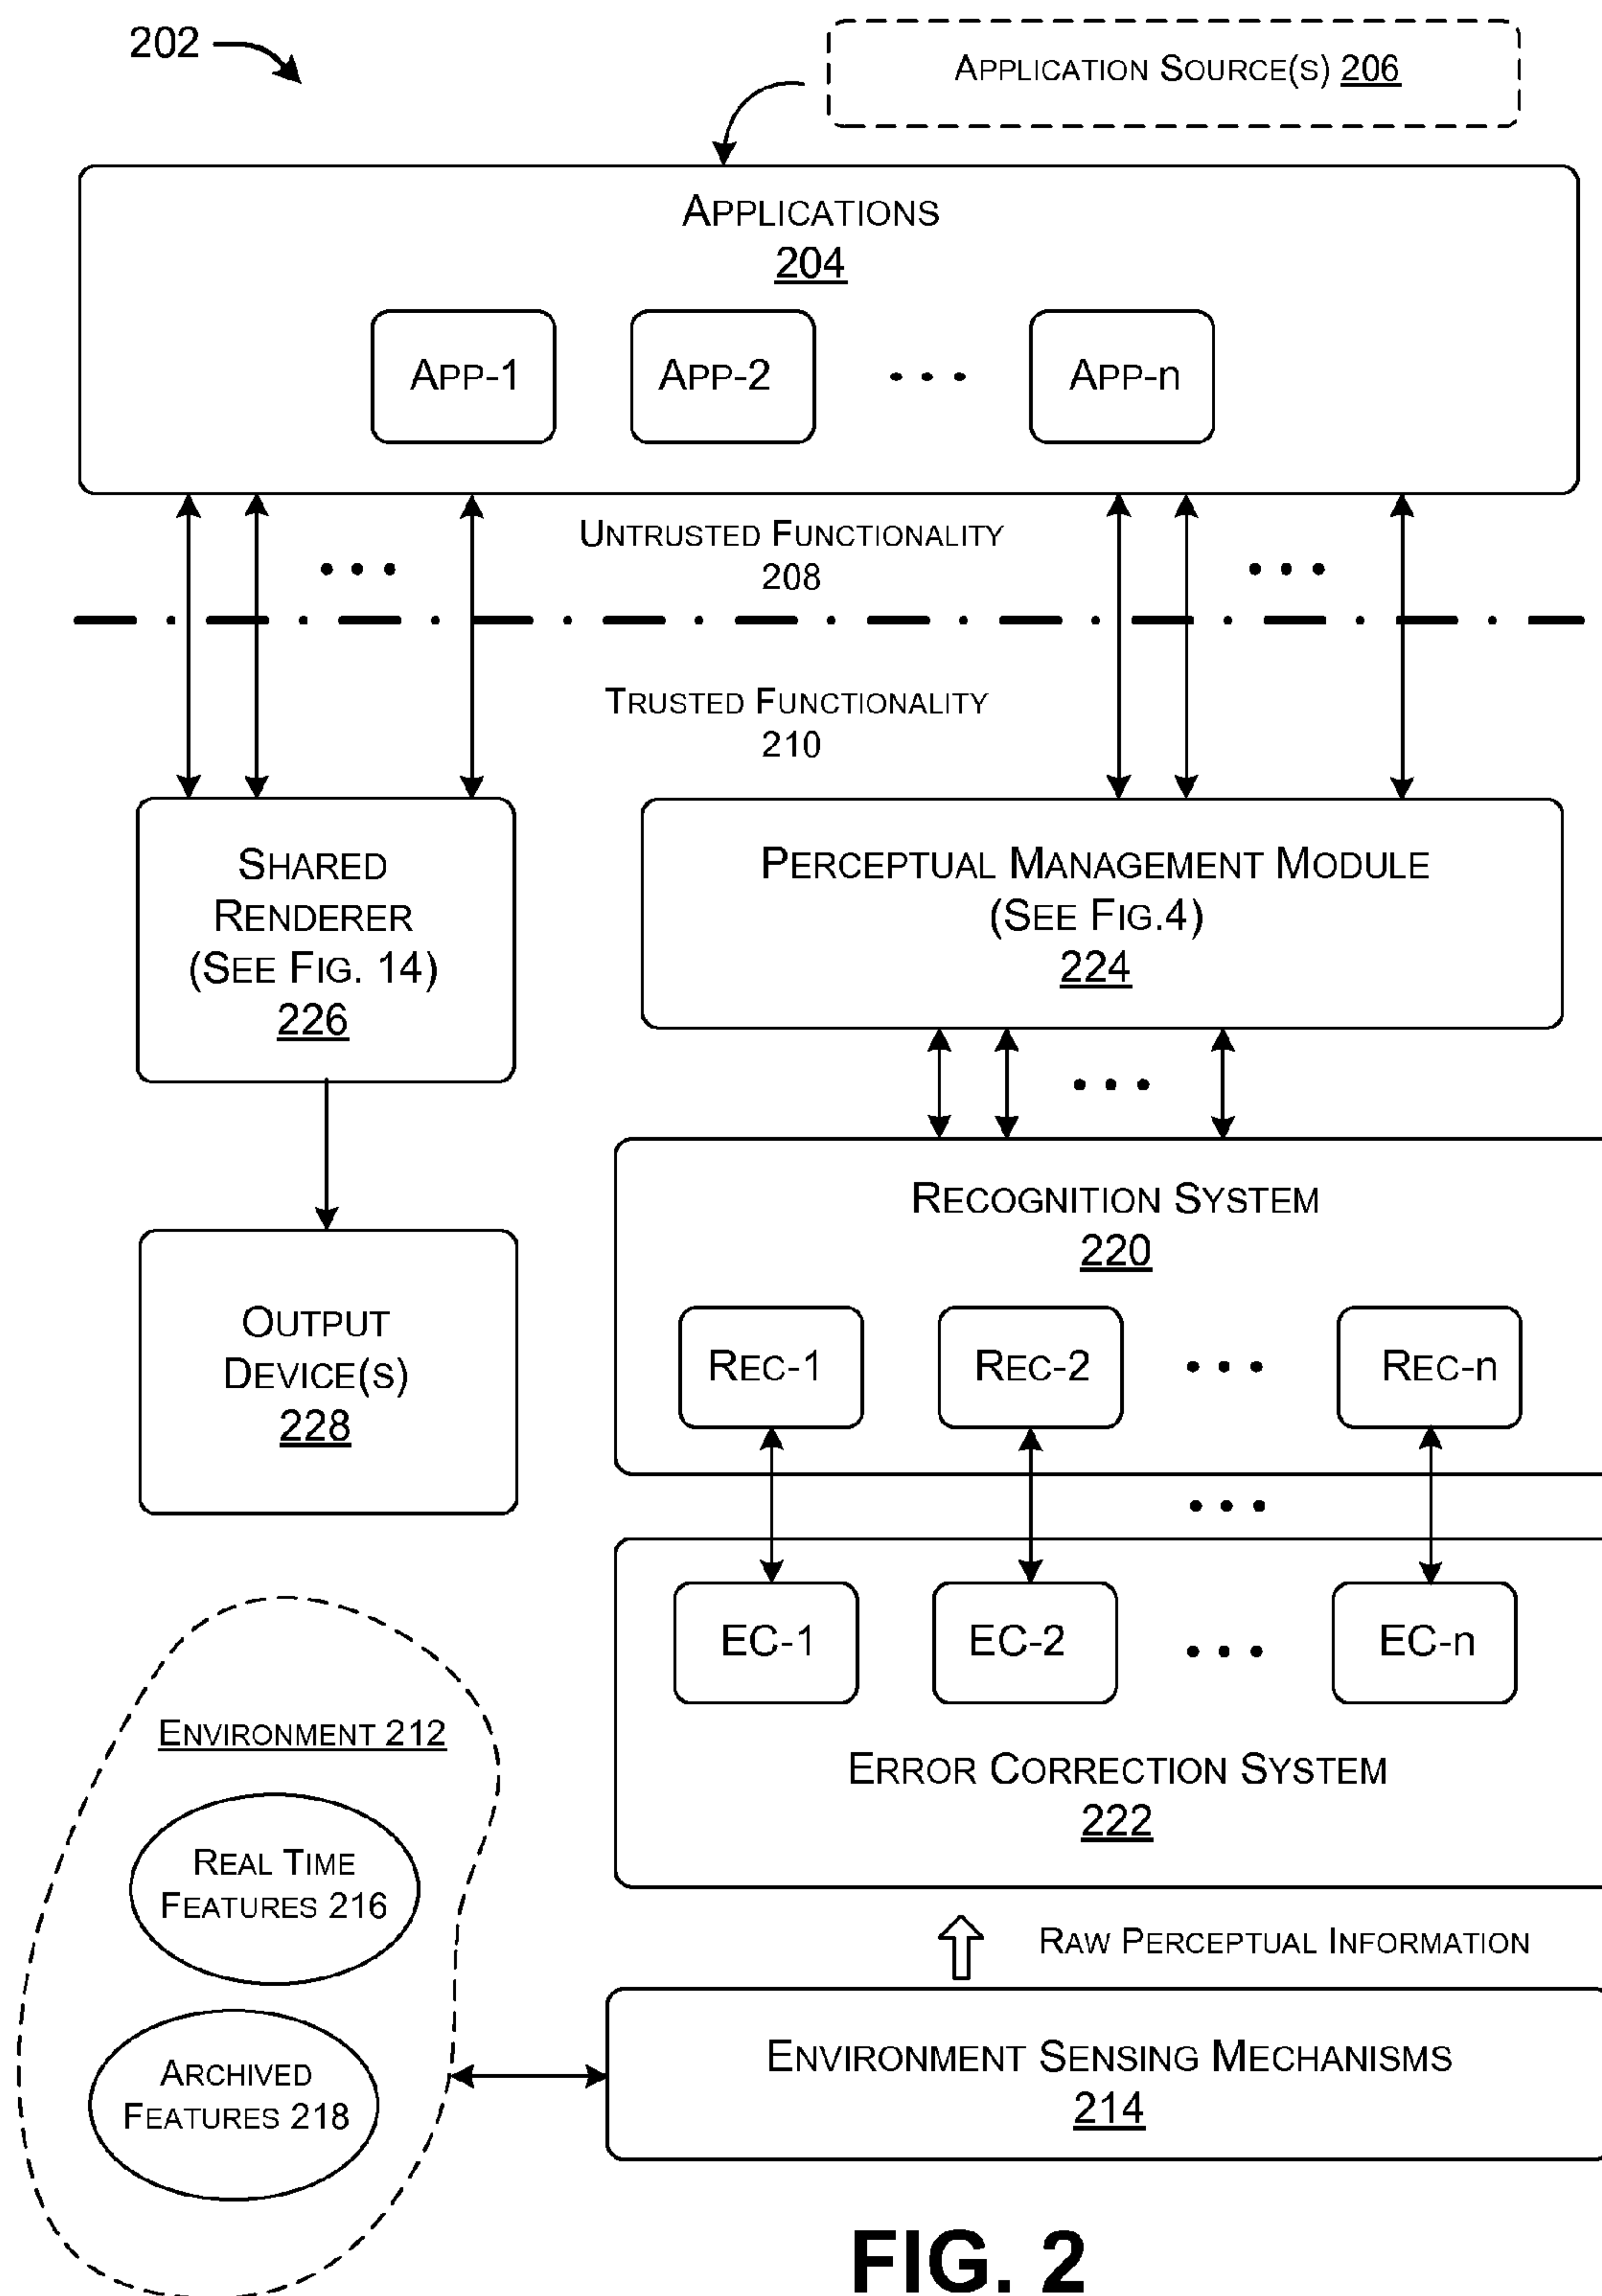 202
APPLICATION SOURCE(S) 206
APPLICATIONS
204
APP-1
APP-2
• • •
APP-n
UNTRUSTED FUNCTIONALITY
208
• • •
• • •
TRUSTED FUNCTIONALITY
210
SHARED
RENDERER
(SEE FIG. 14)
226
PERCEPTUAL MANAGEMENT MODULE
(SEE FIG.4)
224
• • •
OUTPUT
DEVICE(S)
228
RECOGNITION SYSTEM
220
REC-1
REC-2
• • •
REC-n
• • •
EC-1
EC-2
• • •
EC-n
ERROR CORRECTION SYSTEM
222
ENVIRONMENT 212
REAL TIME
FEATURES 216
ARCHIVED
FEATURES 218
RAW PERCEPTUAL INFORMATION
ENVIRONMENT SENSING MECHANISMS
214
FIG. 2